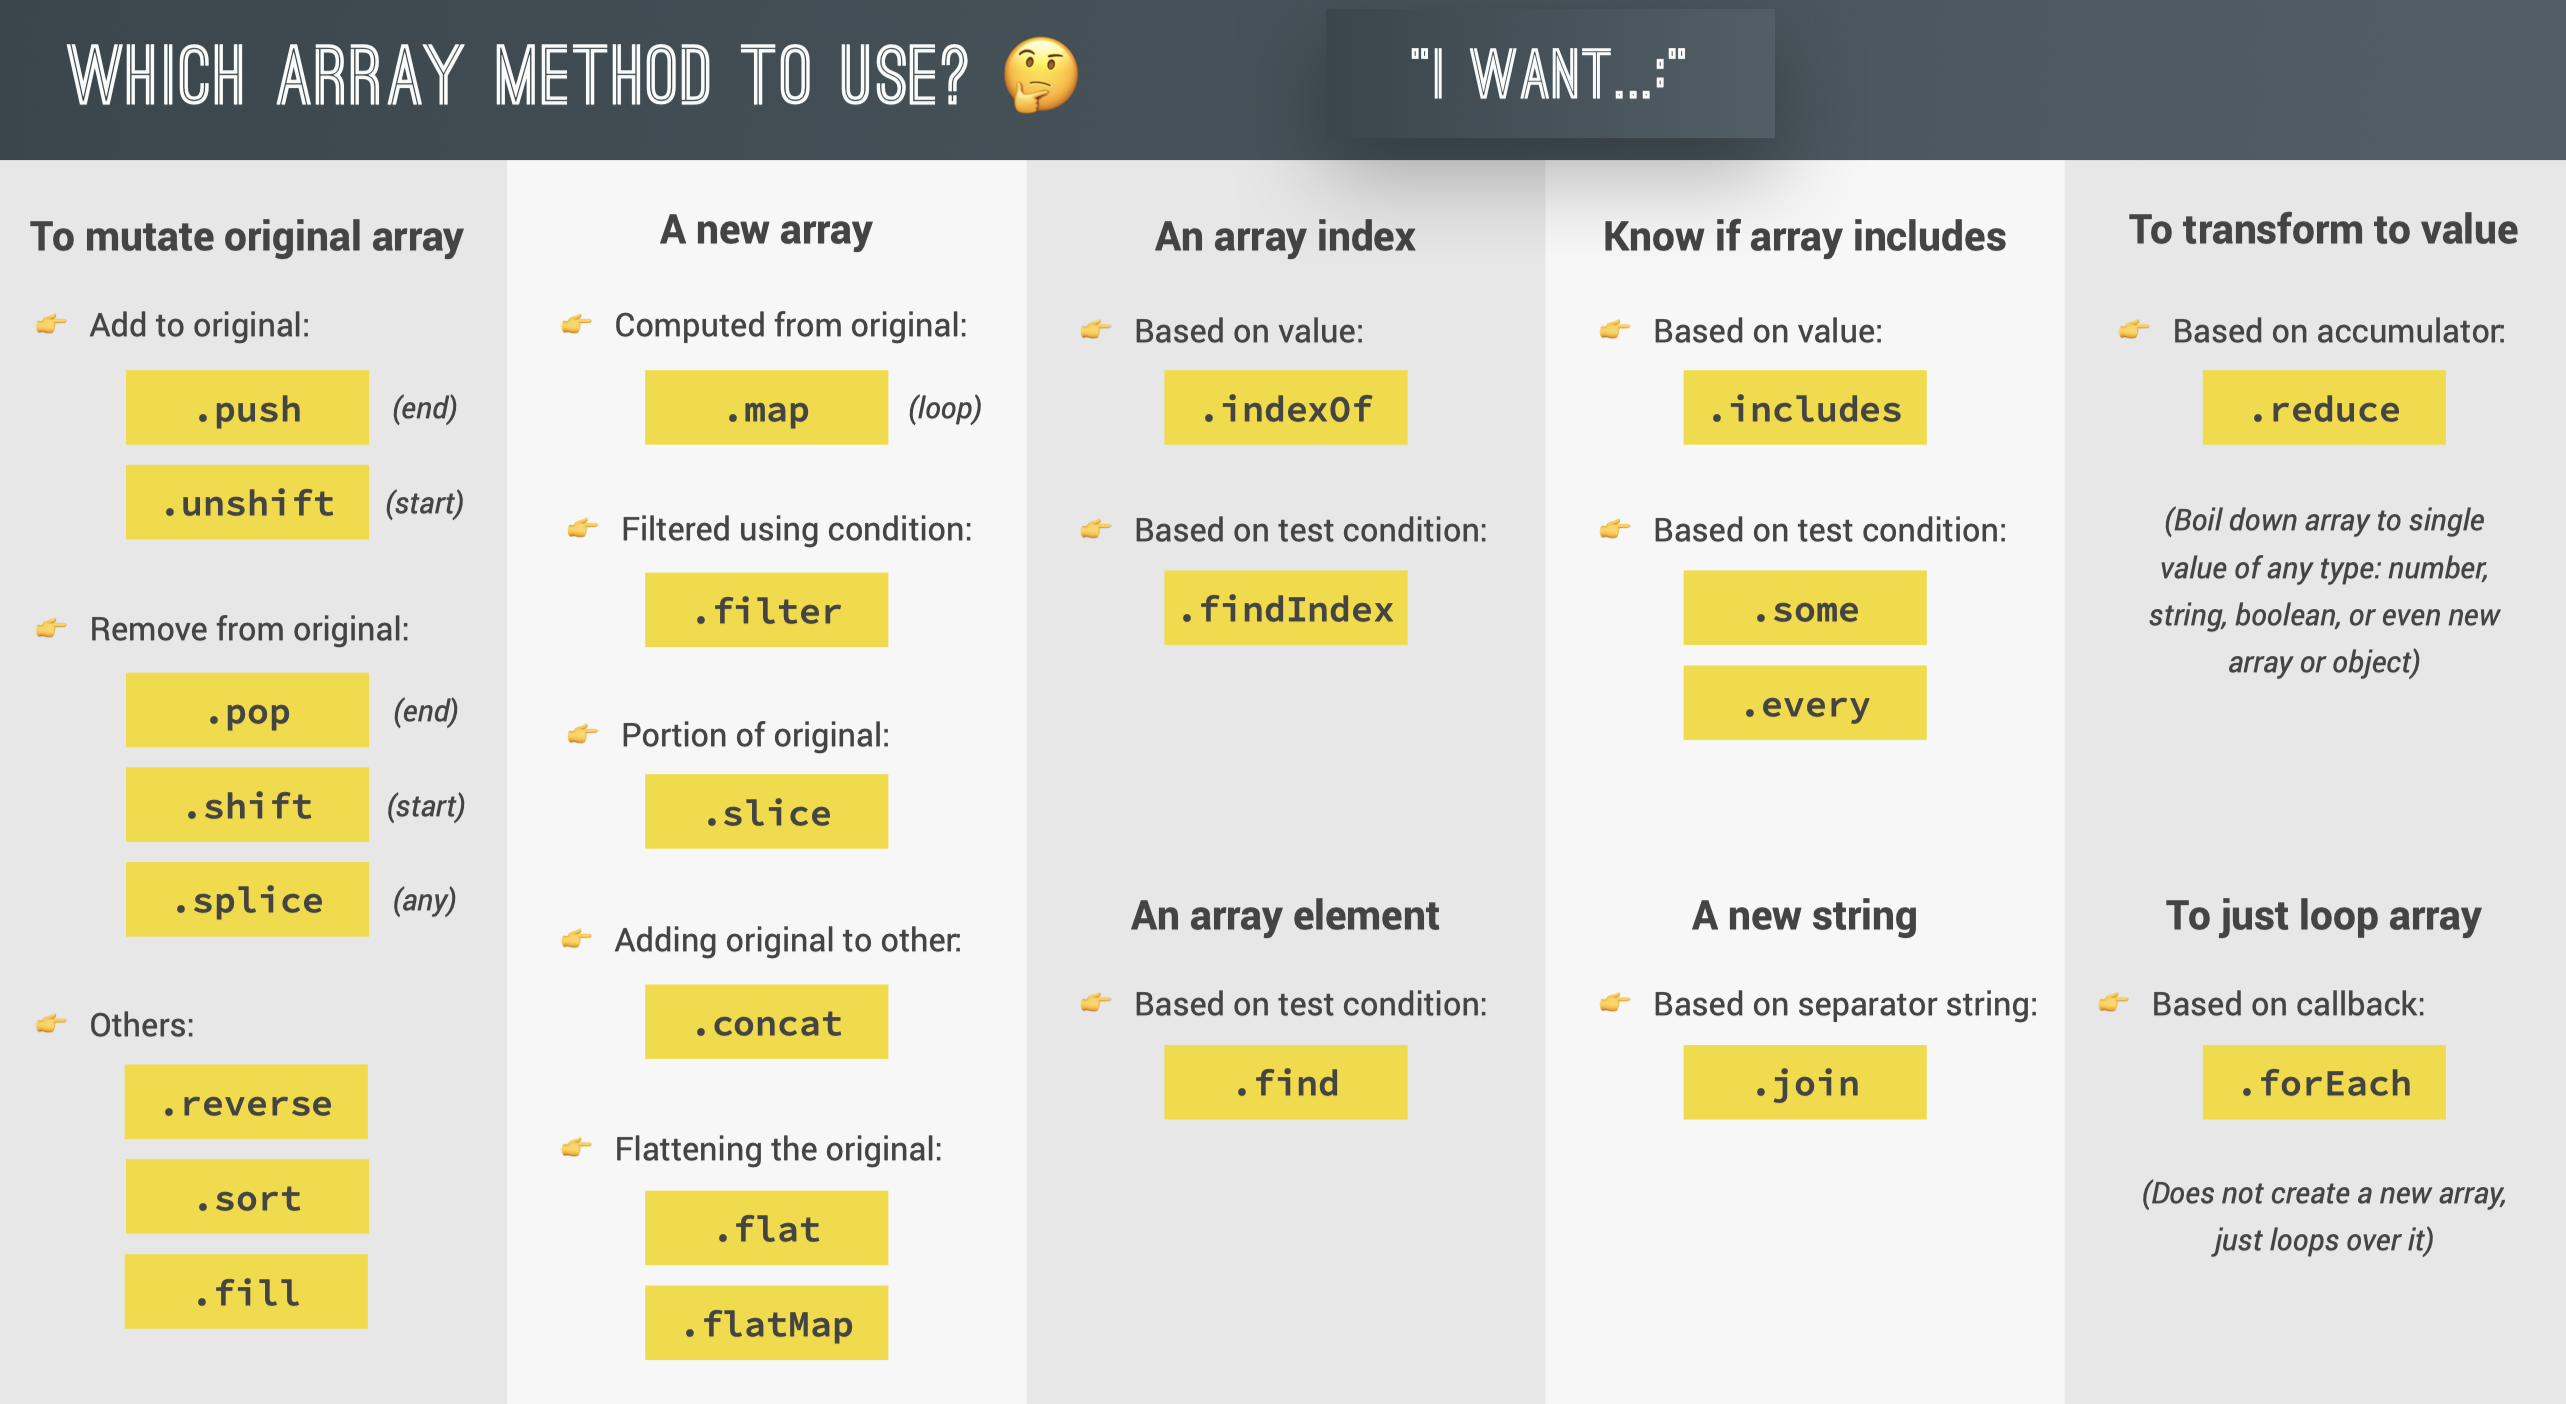 WHICH ARRAY METHOD TO USE? 🤔
"I WANT...:"
To mutate original array
👉 Add to original:
.push (end)
.unshift (start)
👉 Remove from original:
.pop (end)
.shift (start)
.splice (any)
👉 Others:
.reverse
.sort
.fill
A new array
👉 Computed from original:
.map (loop)
👉 Filtered using condition:
.filter
👉 Portion of original:
.slice
👉 Adding original to other:
.concat
👉 Flattening the original:
.flat
.flatMap
An array index
👉 Based on value:
.indexOf
👉 Based on test condition:
.findIndex
An array element
👉 Based on test condition:
.find
Know if array includes
👉 Based on value:
.includes
👉 Based on test condition:
.some
.every
A new string
👉 Based on separator string:
.join
To transform to value
👉 Based on accumulator:
.reduce
(Boil down array to single
value of any type: number,
string, boolean, or even new
array or object)
To just loop array
👉 Based on callback:
.forEach
(Does not create a new array,
just loops over it)